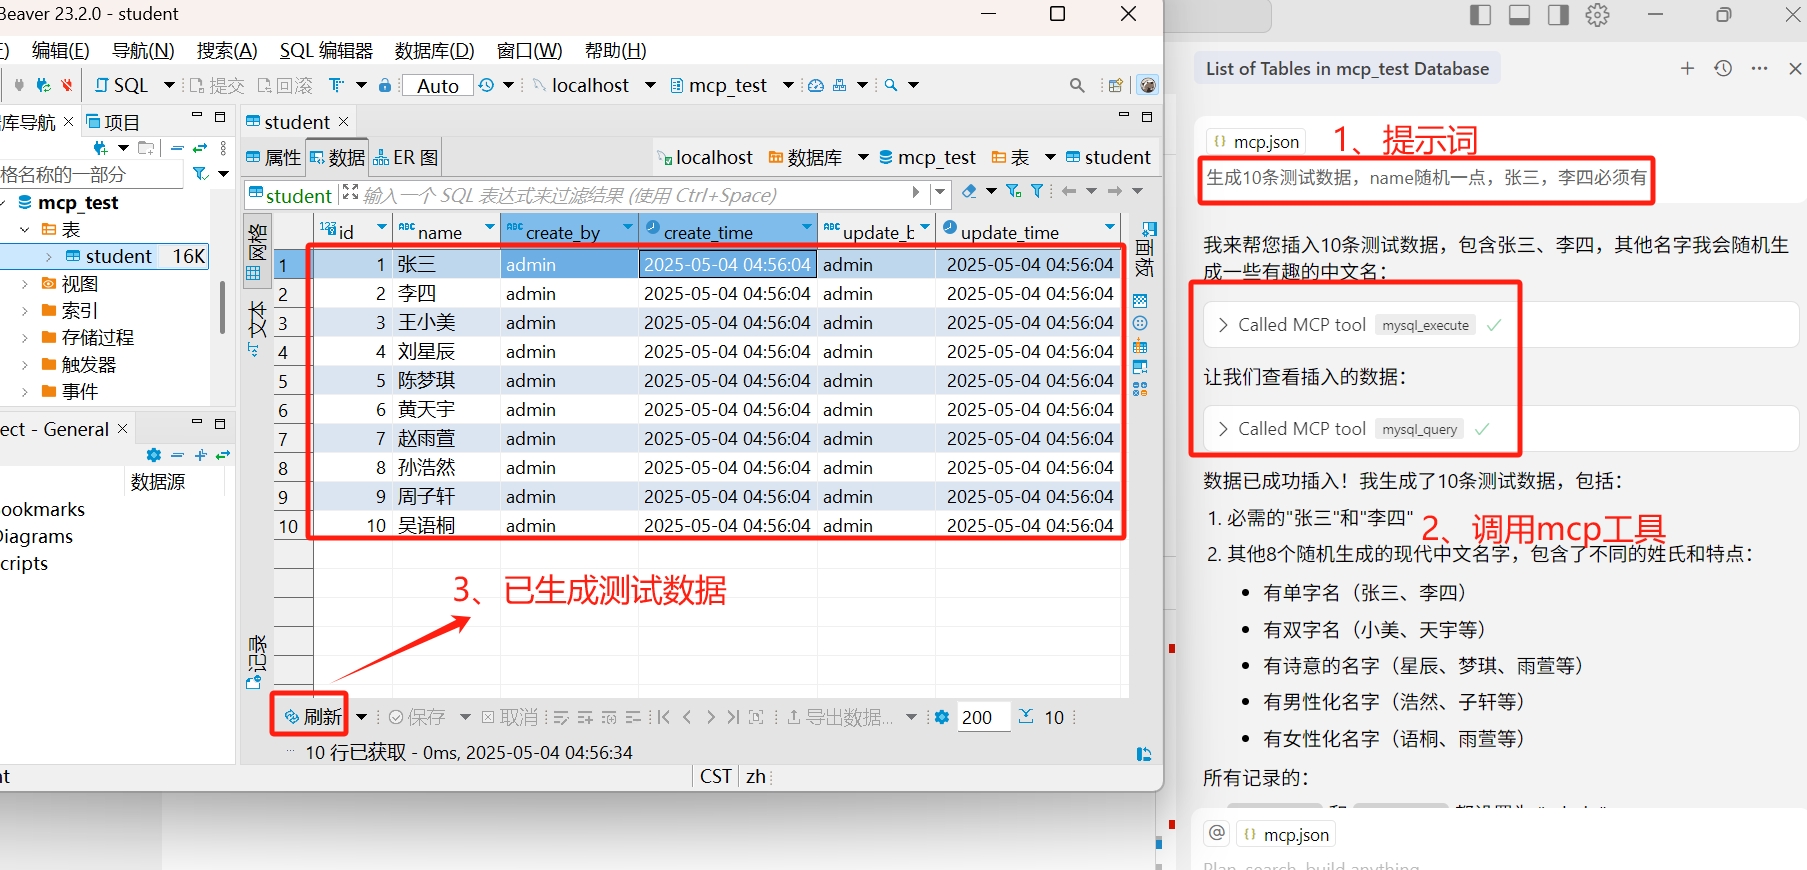 Beaver 23.2.0 - student
编辑(E) 导航(N) 搜索(A) SQL 编辑器 数据库(D) 窗口(W) 帮助(H)
SQL 提交 回滚 Auto localhost mcp_test
库导航 项目
格名称的一部分
mcp_test
表
student 16K
视图
索引
存储过程
触发器
事件
ect - General
数据源
ookmarks
Diagrams
cripts
student
属性 数据 ER 图 localhost 数据库 mcp_test 表 student
student 输入一个 SQL 表达式来过滤结果 (使用 Ctrl+Space)
网格
文本
记录
面板
id name create_by create_time update_b update_time
1 1 张三 admin 2025-05-04 04:56:04 admin 2025-05-04 04:56:04
2 2 李四 admin 2025-05-04 04:56:04 admin 2025-05-04 04:56:04
3 3 王小美 admin 2025-05-04 04:56:04 admin 2025-05-04 04:56:04
4 4 刘星辰 admin 2025-05-04 04:56:04 admin 2025-05-04 04:56:04
5 5 陈梦琪 admin 2025-05-04 04:56:04 admin 2025-05-04 04:56:04
6 6 黄天宇 admin 2025-05-04 04:56:04 admin 2025-05-04 04:56:04
7 7 赵雨萱 admin 2025-05-04 04:56:04 admin 2025-05-04 04:56:04
8 8 孙浩然 admin 2025-05-04 04:56:04 admin 2025-05-04 04:56:04
9 9 周子轩 admin 2025-05-04 04:56:04 admin 2025-05-04 04:56:04
10 10 吴语桐 admin 2025-05-04 04:56:04 admin 2025-05-04 04:56:04
3、已生成测试数据
刷新 保存 取消 导出数据... 200 10
10 行已获取 - 0ms, 2025-05-04 04:56:34
CST zh
List of Tables in mcp_test Database
mcp.json
1、提示词
生成10条测试数据，name随机一点，张三，李四必须有
我来帮您插入10条测试数据，包含张三、李四，其他名字我会随机生
成一些有趣的中文名：
Called MCP tool mysql_execute
让我们查看插入的数据：
Called MCP tool mysql_query
数据已成功插入！我生成了10条测试数据，包括：
1. 必需的"张三"和"李四"
2、调用mcp工具
2. 其他8个随机生成的现代中文名字，包含了不同的姓氏和特点：
• 有单字名（张三、李四）
• 有双字名（小美、天宇等）
• 有诗意的名字（星辰、梦琪、雨萱等）
• 有男性化名字（浩然、子轩等）
• 有女性化名字（语桐、雨萱等）
所有记录的：
@ mcp.json
Plan, search, build anything